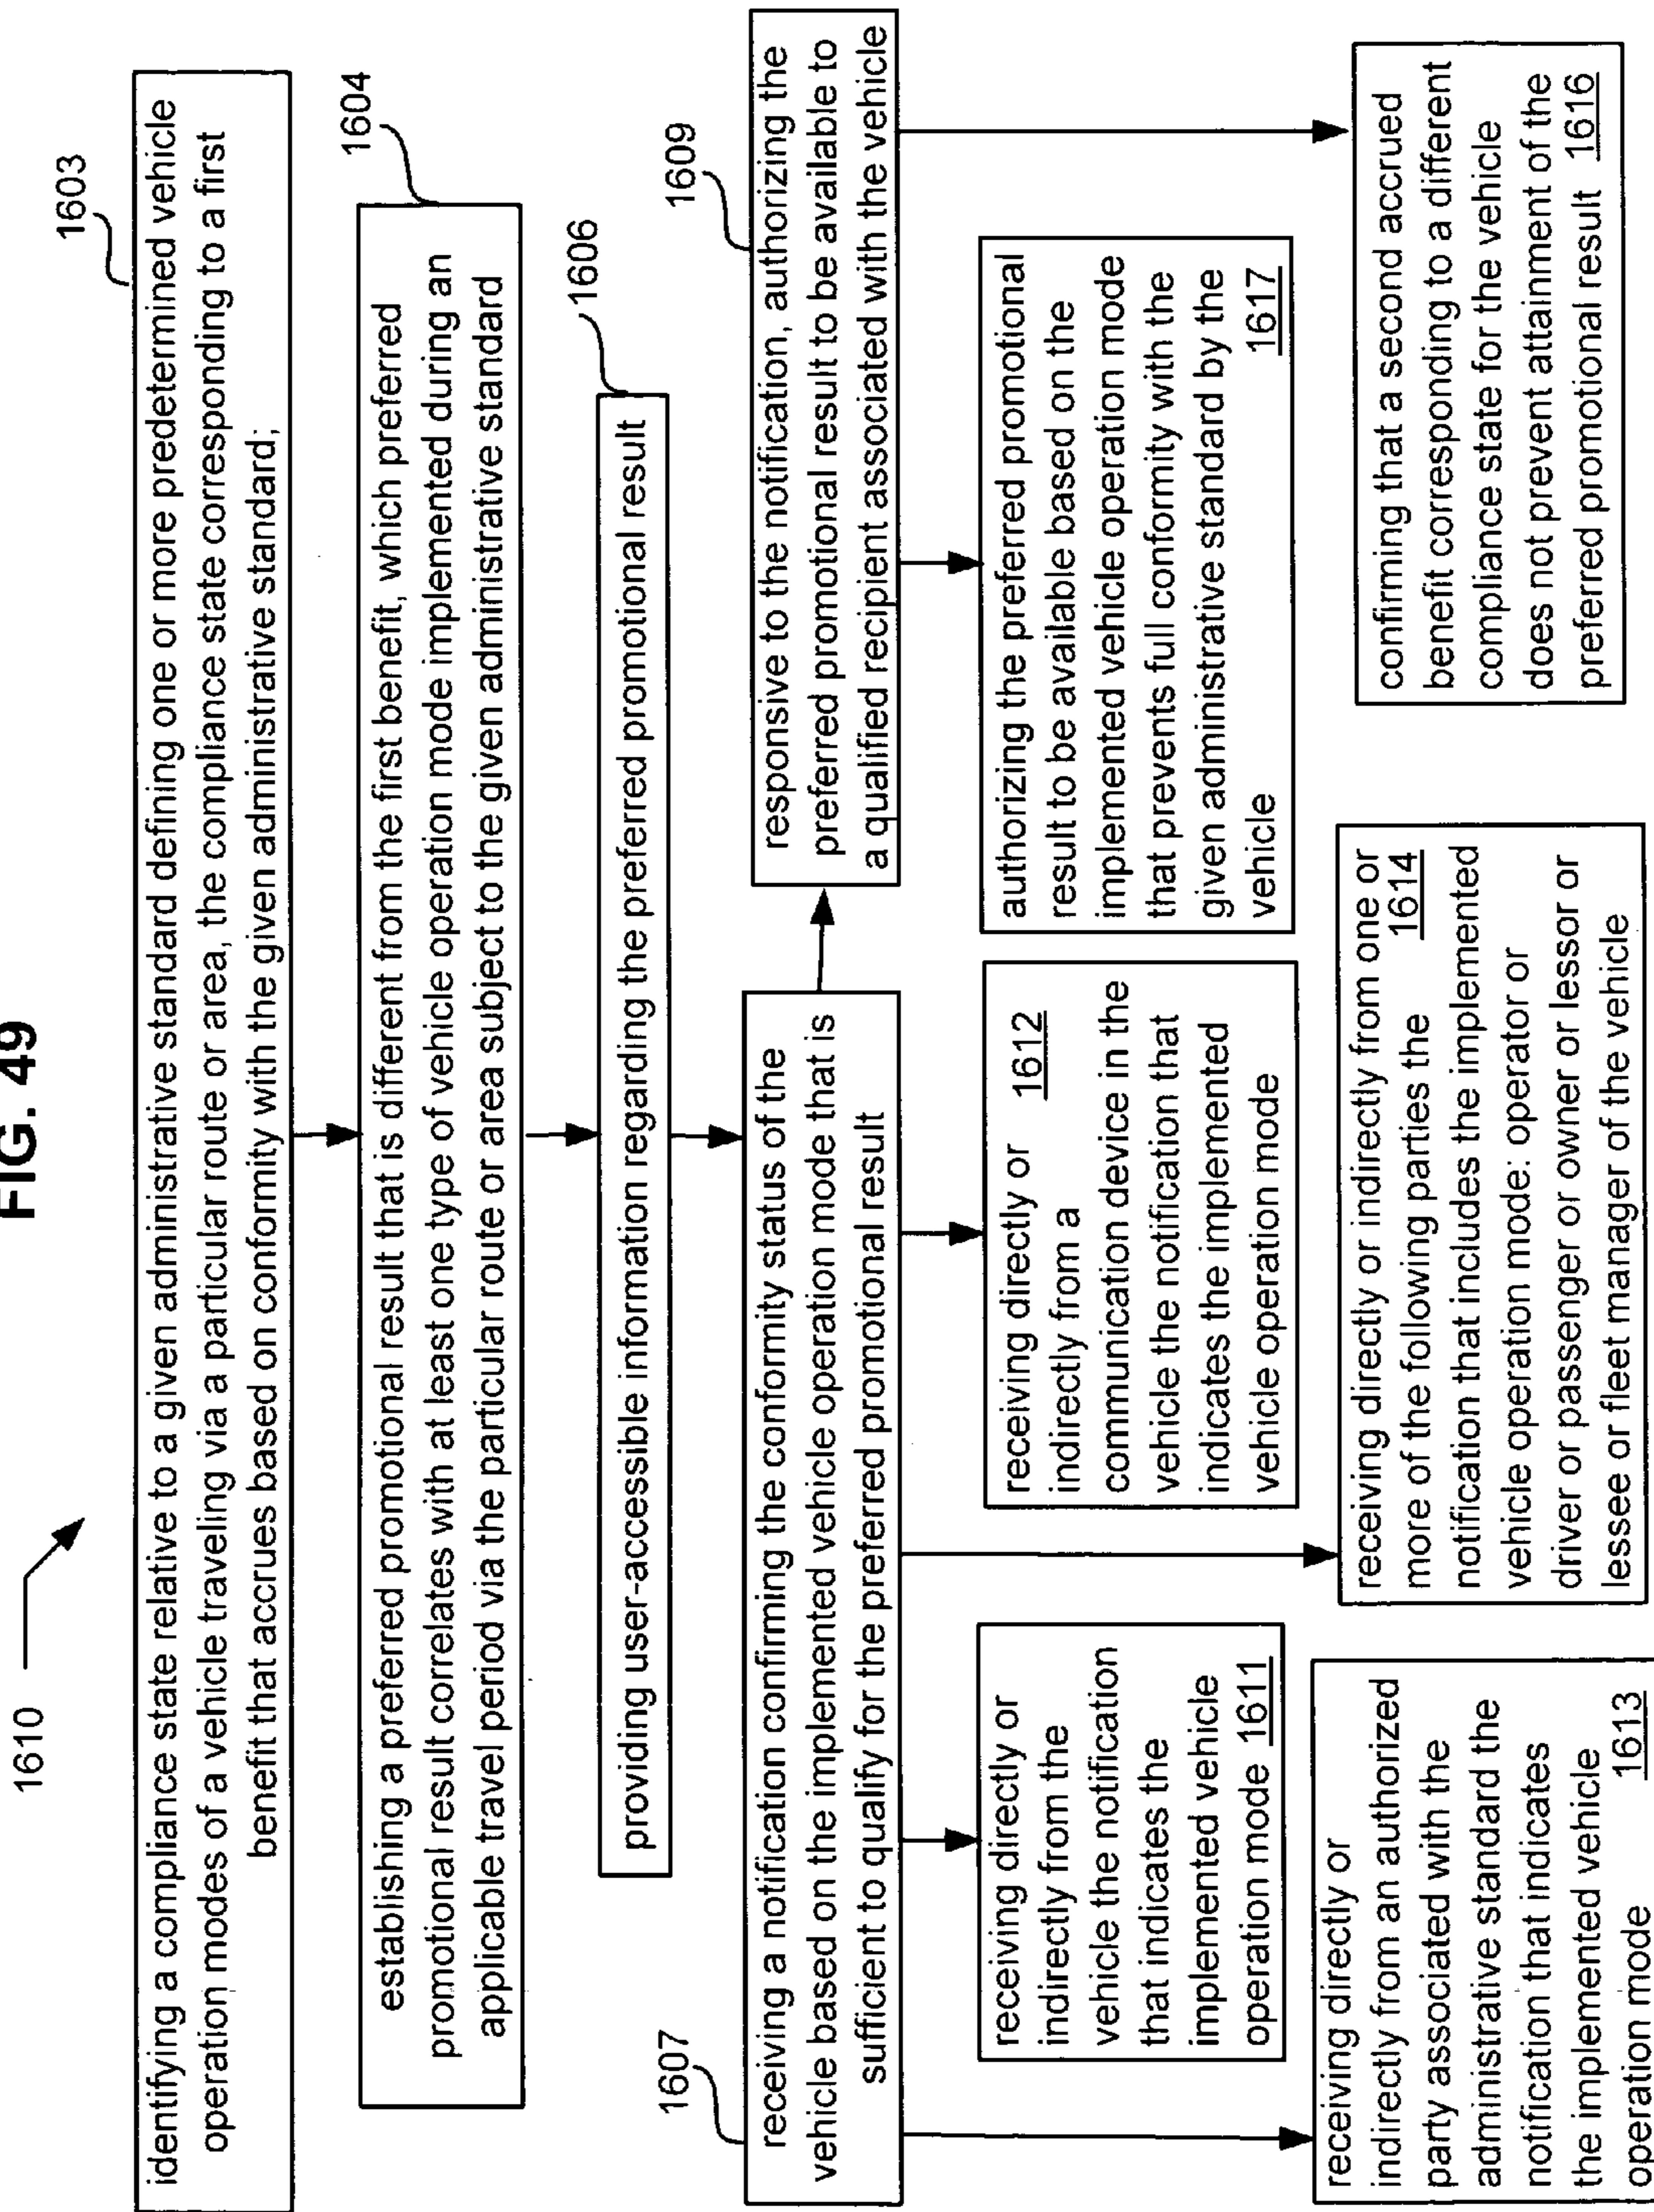 FIG. 49
1610
1603
identifying a compliance state relative to a given administrative standard defining one or more predetermined vehicle
operation modes of a vehicle traveling via a particular route or area, the compliance state corresponding to a first
benefit that accrues based on conformity with the given administrative standard;
1604
establishing a preferred promotional result that is different from the first benefit, which preferred
promotional result correlates with at least one type of vehicle operation mode implemented during an
applicable travel period via the particular route or area subject to the given administrative standard
1606
providing user-accessible information regarding the preferred promotional result
1607
receiving a notification confirming the conformity status of the
vehicle based on the implemented vehicle operation mode that is
sufficient to qualify for the preferred promotional result
1609
responsive to the notification, authorizing the
preferred promotional result to be available to
a qualified recipient associated with the vehicle
receiving directly or
indirectly from the
vehicle the notification
that indicates the
implemented vehicle
operation mode 1611
receiving directly or 1612
indirectly from a
communication device in the
vehicle the notification that
indicates the implemented
vehicle operation mode
authorizing the preferred promotional
result to be available based on the
implemented vehicle operation mode
that prevents full conformity with the
given administrative standard by the
vehicle 1617
receiving directly or
indirectly from an authorized
party associated with the
administrative standard the
notification that indicates
the implemented vehicle
operation mode 1613
receiving directly or indirectly from one or
more of the following parties the 1614
notification that includes the implemented
vehicle operation mode: operator or
driver or passenger or owner or lessor or
lessee or fleet manager of the vehicle
confirming that a second accrued
benefit corresponding to a different
compliance state for the vehicle
does not prevent attainment of the
preferred promotional result 1616